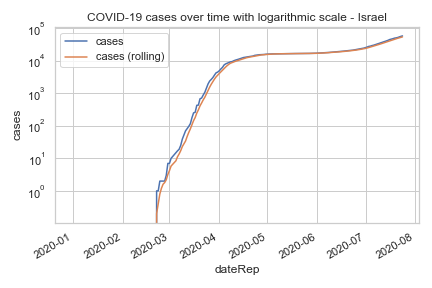 COVID-19 cases over time with logarithmic scale - Israel
cases
cases (rolling)
10^5
10^4
10^3
10^2
10^1
10^0
cases
2020-01
2020-02
2020-03
2020-04
2020-05
2020-06
2020-07
2020-08
dateRep